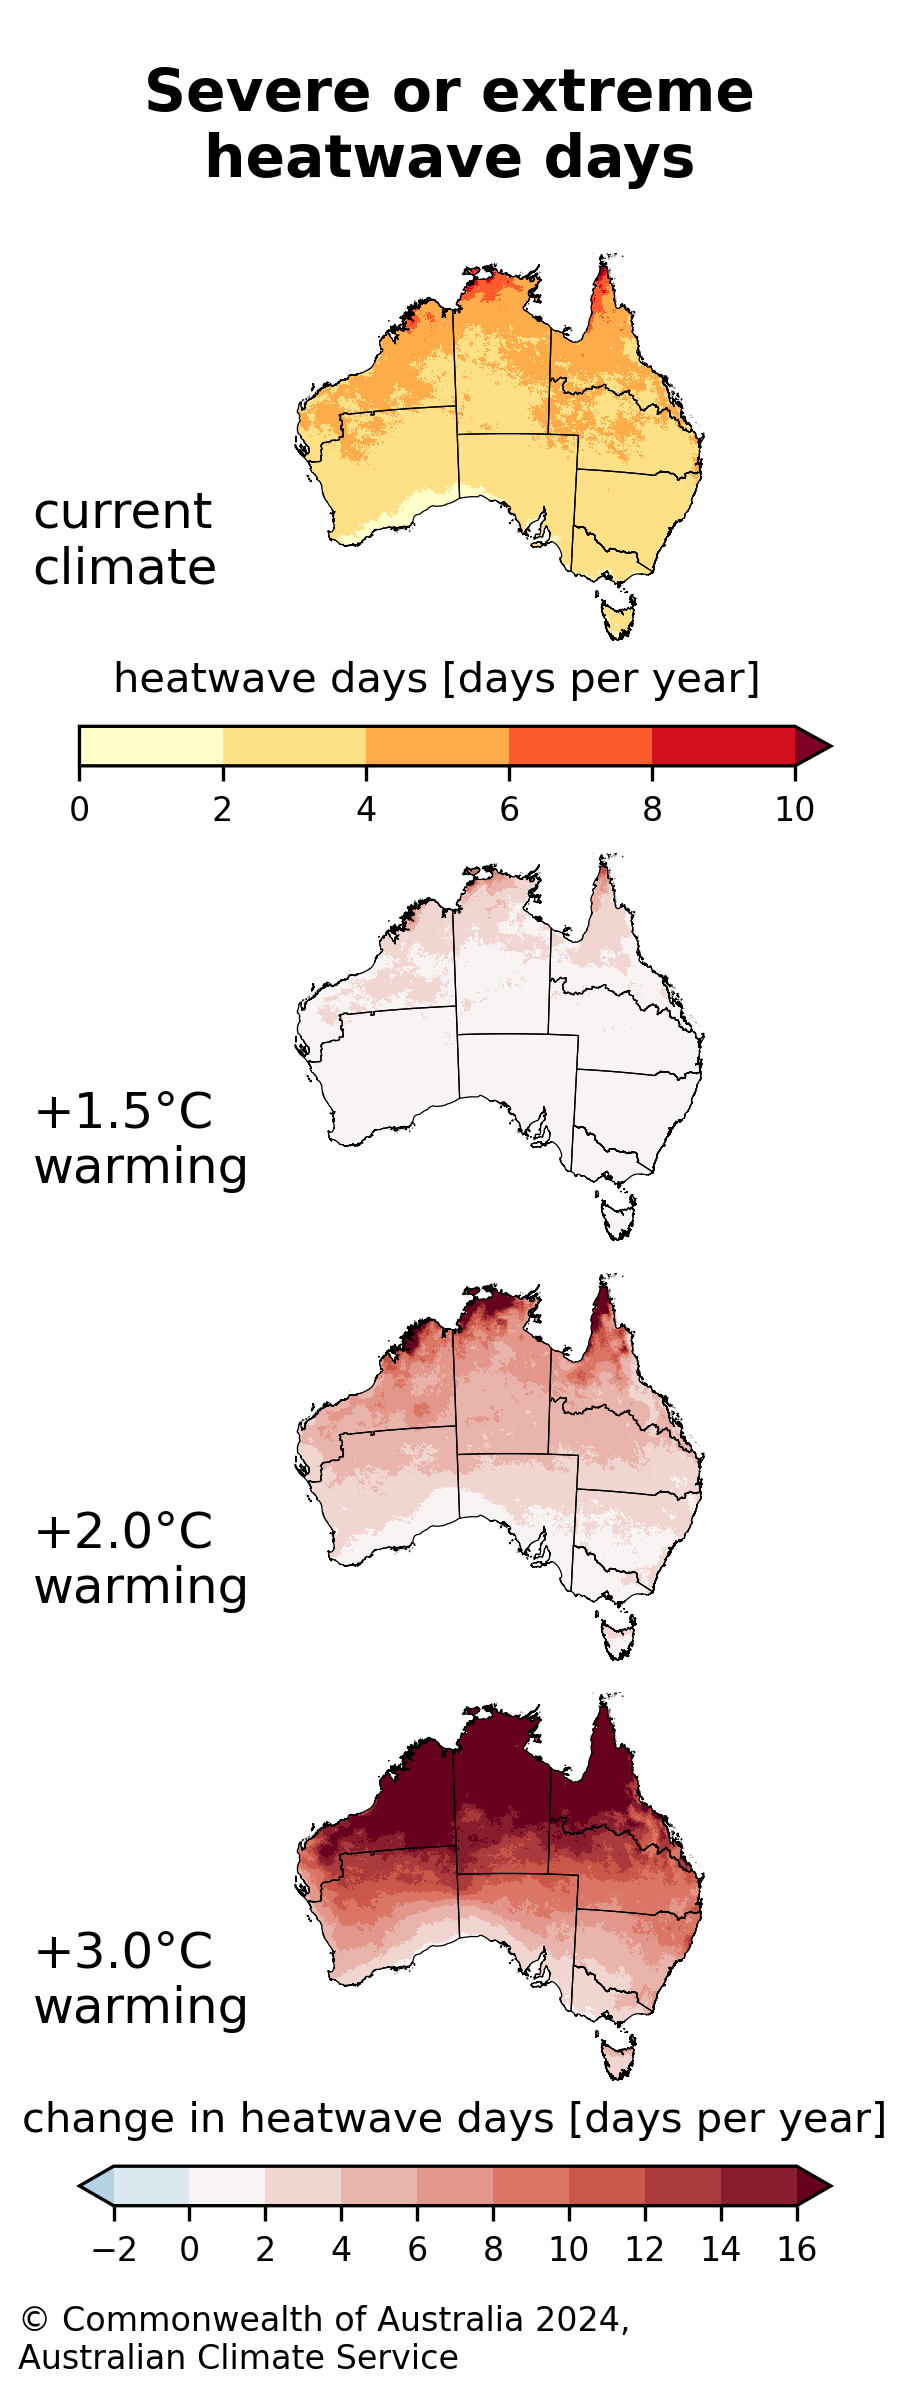 Severe or extreme
heatwave days
current
climate
heatwave days [days per year]
0 2 4 6 8 10
+1.5°C
warming
+2.0°C
warming
+3.0°C
warming
change in heatwave days [days per year]
−2 0 2 4 6 8 10 12 14 16
© Commonwealth of Australia 2024,
Australian Climate Service